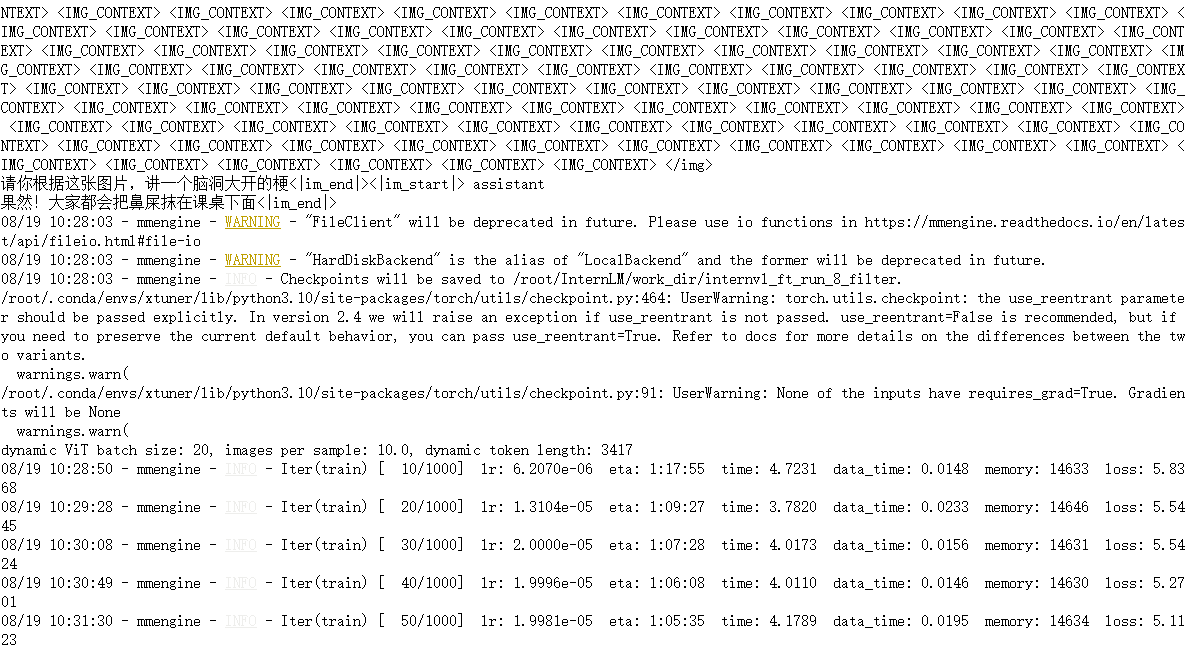 NTEXT> <IMG_CONTEXT> <IMG_CONTEXT> <IMG_CONTEXT> <IMG_CONTEXT> <IMG_CONTEXT> <IMG_CONTEXT> <IMG_CONTEXT> <IMG_CONTEXT> <IMG_CONTEXT> <IMG_CONTEXT> <
IMG_CONTEXT> <IMG_CONTEXT> <IMG_CONTEXT> <IMG_CONTEXT> <IMG_CONTEXT> <IMG_CONTEXT> <IMG_CONTEXT> <IMG_CONTEXT> <IMG_CONTEXT> <IMG_CONTEXT> <IMG_CONT
EXT> <IMG_CONTEXT> <IMG_CONTEXT> <IMG_CONTEXT> <IMG_CONTEXT> <IMG_CONTEXT> <IMG_CONTEXT> <IMG_CONTEXT> <IMG_CONTEXT> <IMG_CONTEXT> <IMG_CONTEXT> <IM
G_CONTEXT> <IMG_CONTEXT> <IMG_CONTEXT> <IMG_CONTEXT> <IMG_CONTEXT> <IMG_CONTEXT> <IMG_CONTEXT> <IMG_CONTEXT> <IMG_CONTEXT> <IMG_CONTEXT> <IMG_CONTEX
T> <IMG_CONTEXT> <IMG_CONTEXT> <IMG_CONTEXT> <IMG_CONTEXT> <IMG_CONTEXT> <IMG_CONTEXT> <IMG_CONTEXT> <IMG_CONTEXT> <IMG_CONTEXT> <IMG_CONTEXT> <IMG_
CONTEXT> <IMG_CONTEXT> <IMG_CONTEXT> <IMG_CONTEXT> <IMG_CONTEXT> <IMG_CONTEXT> <IMG_CONTEXT> <IMG_CONTEXT> <IMG_CONTEXT> <IMG_CONTEXT> <IMG_CONTEXT>
 <IMG_CONTEXT> <IMG_CONTEXT> <IMG_CONTEXT> <IMG_CONTEXT> <IMG_CONTEXT> <IMG_CONTEXT> <IMG_CONTEXT> <IMG_CONTEXT> <IMG_CONTEXT> <IMG_CONTEXT> <IMG_CO
NTEXT> <IMG_CONTEXT> <IMG_CONTEXT> <IMG_CONTEXT> <IMG_CONTEXT> <IMG_CONTEXT> <IMG_CONTEXT> <IMG_CONTEXT> <IMG_CONTEXT> <IMG_CONTEXT> <IMG_CONTEXT> <
IMG_CONTEXT> <IMG_CONTEXT> <IMG_CONTEXT> <IMG_CONTEXT> <IMG_CONTEXT> <IMG_CONTEXT> </img>
请你根据这张图片，讲一个脑洞大开的梗<|im_end|><|im_start|> assistant
果然！大家都会把鼻屎抹在课桌下面<|im_end|>
08/19 10:28:03 - mmengine - WARNING - "FileClient" will be deprecated in future. Please use io functions in https://mmengine.readthedocs.io/en/lates
t/api/fileio.html#file-io
08/19 10:28:03 - mmengine - WARNING - "HardDiskBackend" is the alias of "LocalBackend" and the former will be deprecated in future.
08/19 10:28:03 - mmengine - INFO - Checkpoints will be saved to /root/InternLM/work_dir/internvl_ft_run_8_filter.
/root/.conda/envs/xtuner/lib/python3.10/site-packages/torch/utils/checkpoint.py:464: UserWarning: torch.utils.checkpoint: the use_reentrant paramete
r should be passed explicitly. In version 2.4 we will raise an exception if use_reentrant is not passed. use_reentrant=False is recommended, but if
you need to preserve the current default behavior, you can pass use_reentrant=True. Refer to docs for more details on the differences between the tw
o variants.
  warnings.warn(
/root/.conda/envs/xtuner/lib/python3.10/site-packages/torch/utils/checkpoint.py:91: UserWarning: None of the inputs have requires_grad=True. Gradien
ts will be None
  warnings.warn(
dynamic ViT batch size: 20, images per sample: 10.0, dynamic token length: 3417
08/19 10:28:50 - mmengine - INFO - Iter(train) [  10/1000]  lr: 6.2070e-06  eta: 1:17:55  time: 4.7231  data_time: 0.0148  memory: 14633  loss: 5.83
68
08/19 10:29:28 - mmengine - INFO - Iter(train) [  20/1000]  lr: 1.3104e-05  eta: 1:09:27  time: 3.7820  data_time: 0.0233  memory: 14646  loss: 5.54
45
08/19 10:30:08 - mmengine - INFO - Iter(train) [  30/1000]  lr: 2.0000e-05  eta: 1:07:28  time: 4.0173  data_time: 0.0156  memory: 14631  loss: 5.54
24
08/19 10:30:49 - mmengine - INFO - Iter(train) [  40/1000]  lr: 1.9996e-05  eta: 1:06:08  time: 4.0110  data_time: 0.0146  memory: 14630  loss: 5.27
01
08/19 10:31:30 - mmengine - INFO - Iter(train) [  50/1000]  lr: 1.9981e-05  eta: 1:05:35  time: 4.1789  data_time: 0.0195  memory: 14634  loss: 5.11
23